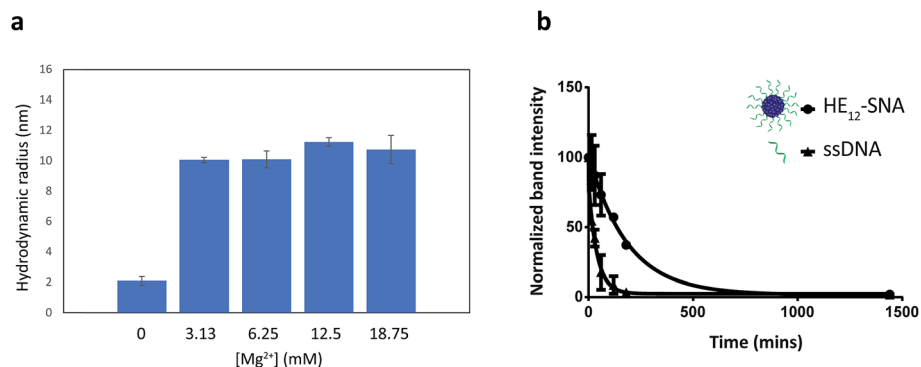 a
Hydrodynamic radius (nm)
16
14
12
10
8
6
4
2
0
0 3.13 6.25 12.5 18.75
[Mg²⁺] (mM)
b
Normalized band intensity
150
100
50
0
HE₁₂-SNA
ssDNA
0 500 1000 1500
Time (mins)